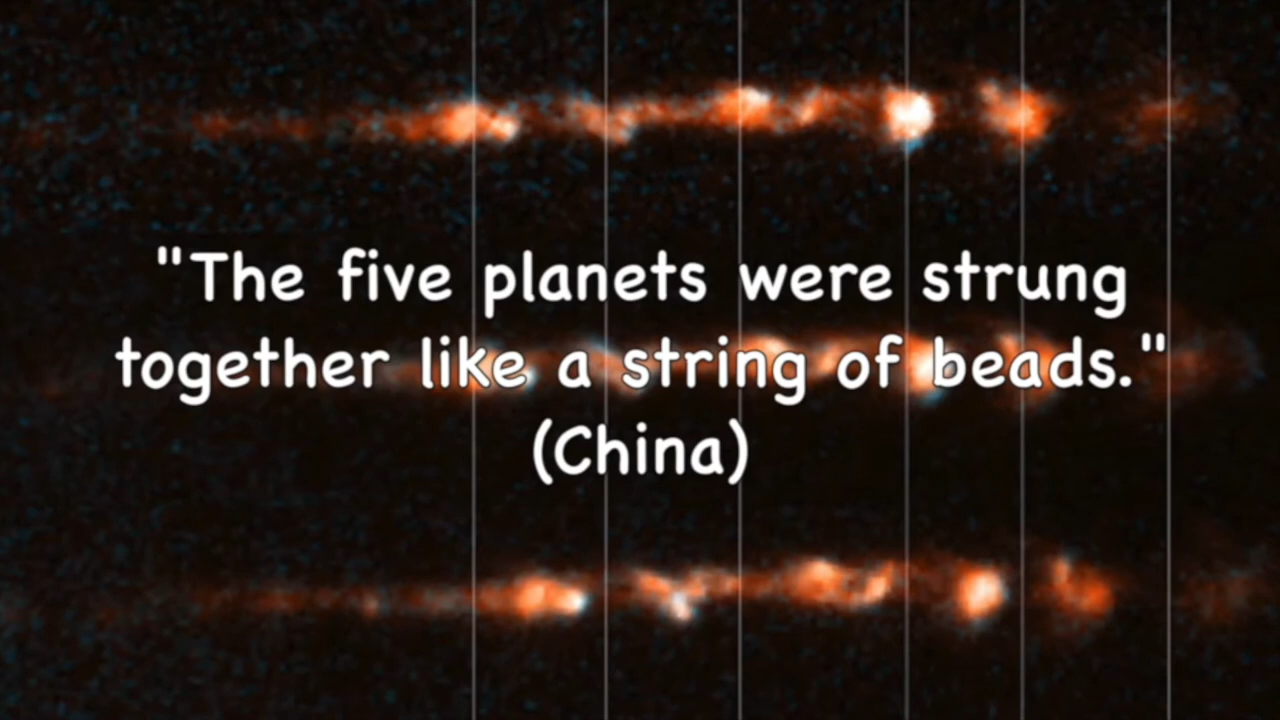 "The five planets were strung
together like a string of beads."
(China)